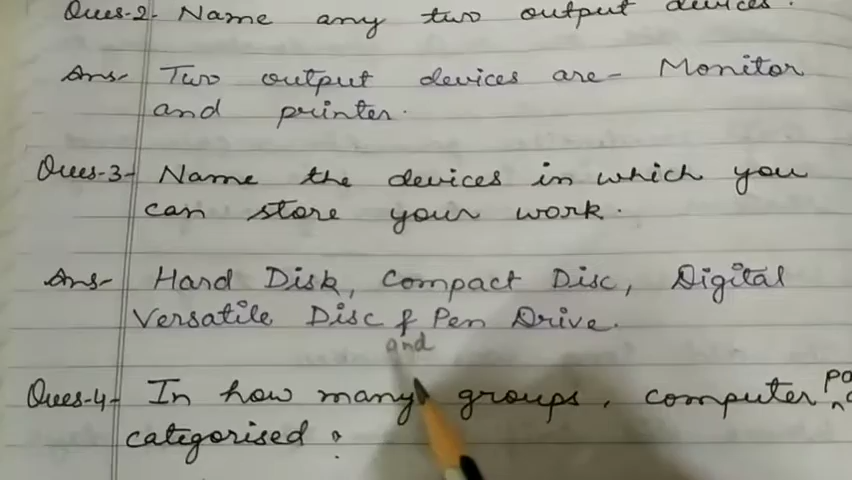 Ques-2- Name any two output devices.
Ans- Two output devices are- Monitor
and printer.
Ques-3- Name the devices in which you
can store your work.
Ans- Hard Disk, Compact Disc, Digital
Versatile Disc & Pen Drive.
and
Ques-4- In how many groups, computer
categorised?